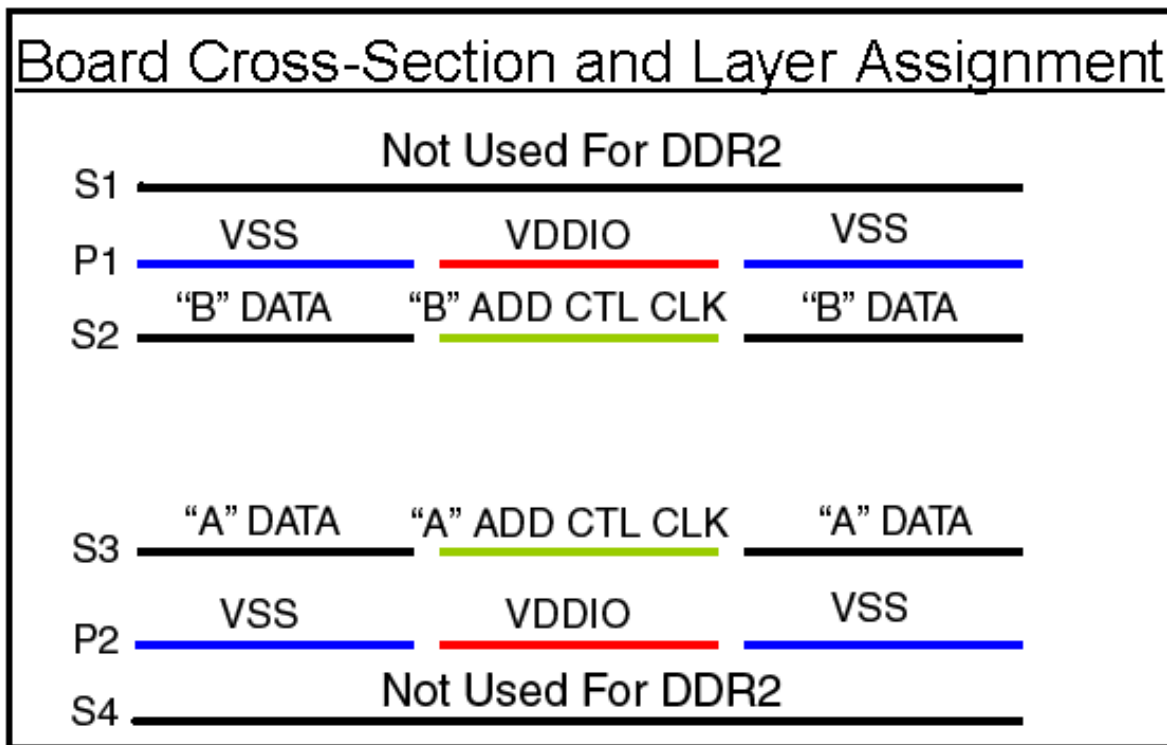 Board Cross-Section and Layer Assignment
Not Used For DDR2
S1
VSS VDDIO VSS
P1
“B” DATA “B” ADD CTL CLK “B” DATA
S2
“A” DATA “A” ADD CTL CLK “A” DATA
S3
VSS VDDIO VSS
P2
Not Used For DDR2
S4